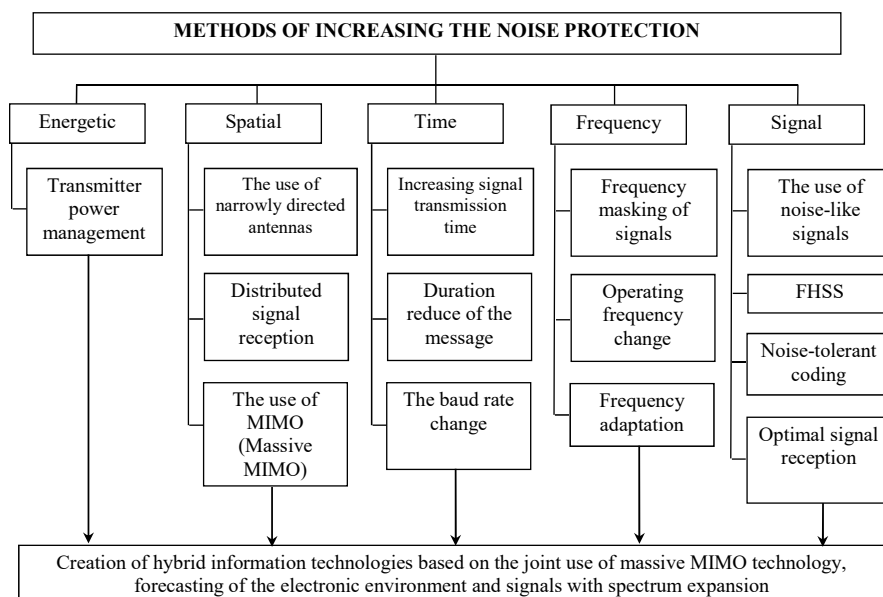 METHODS OF INCREASING THE NOISE PROTECTION
Energetic
Spatial
Time
Frequency
Signal
Transmitter
power
management
The use of
narrowly directed
antennas
Distributed
signal
reception
The use of
MIMO
(Massive
MIMO)
Increasing signal
transmission
time
Duration
reduce of the
message
The baud rate
change
Frequency
masking of
signals
Operating
frequency
change
Frequency
adaptation
The use of
noise-like
signals
FHSS
Noise-tolerant
coding
Optimal signal
reception
Creation of hybrid information technologies based on the joint use of massive MIMO technology,
forecasting of the electronic environment and signals with spectrum expansion